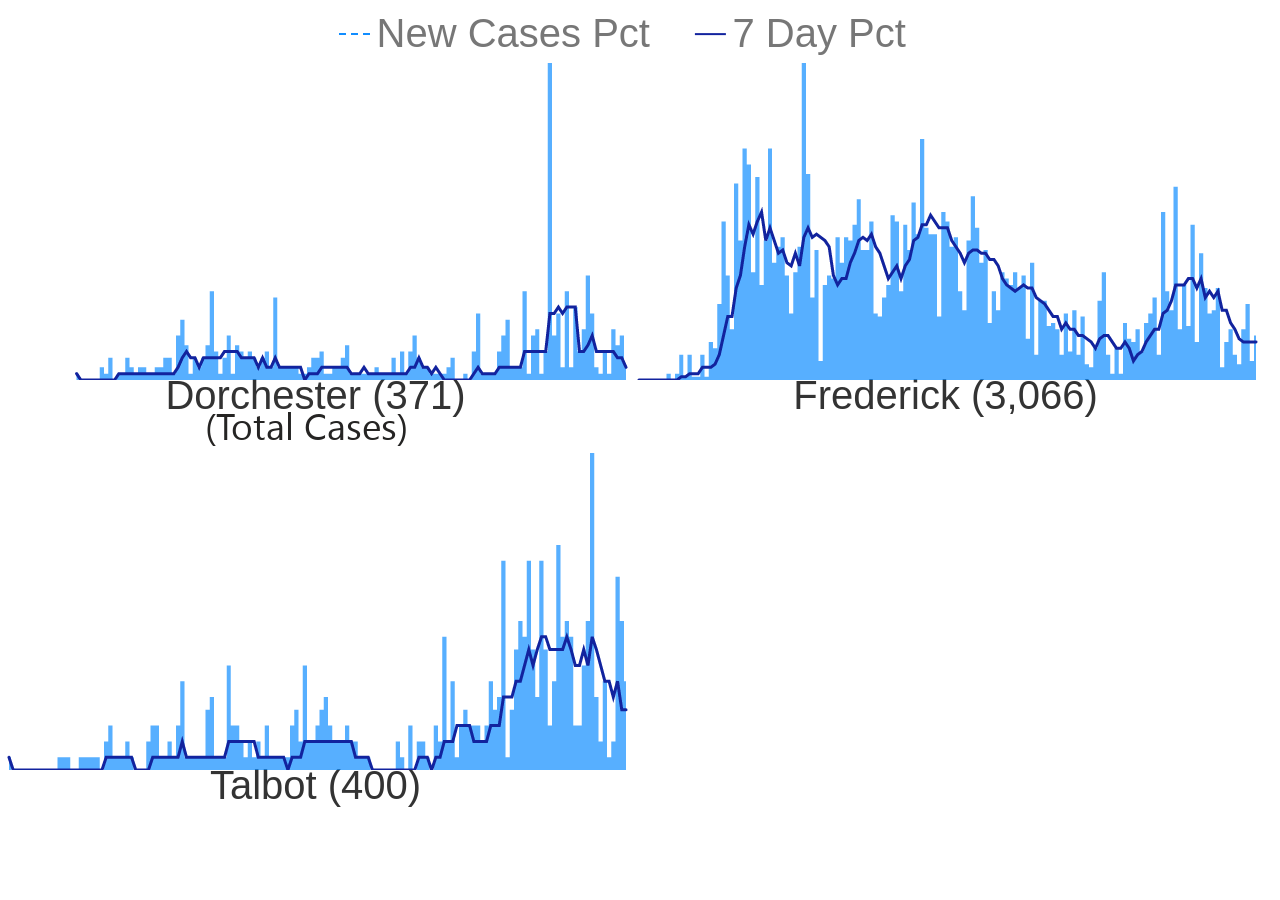 New Cases Pct 7 Day Pct
Dorchester (371) Frederick (3,066)
(Total Cases)
Talbot (400)